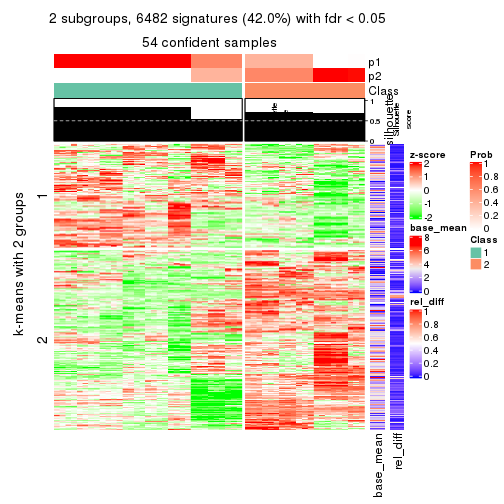 2 subgroups, 6482 signatures (42.0%) with fdr < 0.05
54 confident samples
p1
p2
Class
1
0.5
0
silhouette
Silhouette
score
k-means with 2 groups
1
2
base_mean
rel_diff
z-score
2
1
0
-1
-2
base_mean
8
6
4
2
0
rel_diff
1
0.8
0.6
0.4
0.2
0
Prob
1
0.8
0.6
0.4
0.2
0
Class
1
2